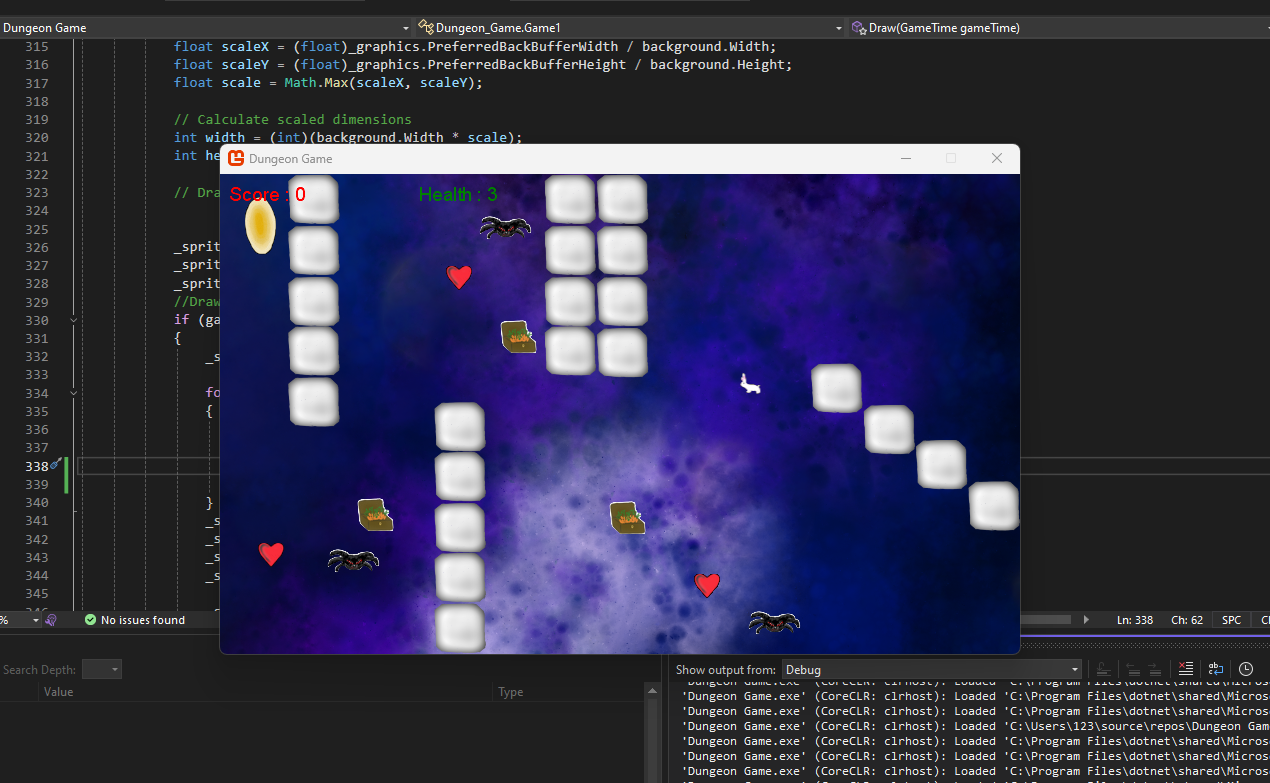 Dungeon Game Dungeon_Game.Game1 Draw(GameTime gameTime)
315 float scaleX = (float)_graphics.PreferredBackBufferWidth / background.Width;
316 float scaleY = (float)_graphics.PreferredBackBufferHeight / background.Height;
317 float scale = Math.Max(scaleX, scaleY);
318
319 // Calculate scaled dimensions
320 int width = (int)(background.Width * scale);
321 int he
322
323 // Dra
324
325
326 _sprit
327 _sprit
328 _sprit
329 //Draw
330 if (ga
331 {
332 _s
333
334 fo
335 {
336
337
338
339
340 }
341 _s
342 _s
343 _s
344 _s
345
Dungeon Game
Score : 0 Health : 3
% No issues found Ln: 338 Ch: 62 SPC
Search Depth:
Value Type
Show output from: Debug
'Dungeon Game.exe' (CoreCLR: clrhost): Loaded 'C:\Program Files\dotnet\shared\Micros
'Dungeon Game.exe' (CoreCLR: clrhost): Loaded 'C:\Program Files\dotnet\shared\Micros
'Dungeon Game.exe' (CoreCLR: clrhost): Loaded 'C:\Program Files\dotnet\shared\Micros
'Dungeon Game.exe' (CoreCLR: clrhost): Loaded 'C:\Users\123\source\repos\Dungeon Gam
'Dungeon Game.exe' (CoreCLR: clrhost): Loaded 'C:\Program Files\dotnet\shared\Micros
'Dungeon Game.exe' (CoreCLR: clrhost): Loaded 'C:\Program Files\dotnet\shared\Micros
'Dungeon Game.exe' (CoreCLR: clrhost): Loaded 'C:\Program Files\dotnet\shared\Micros